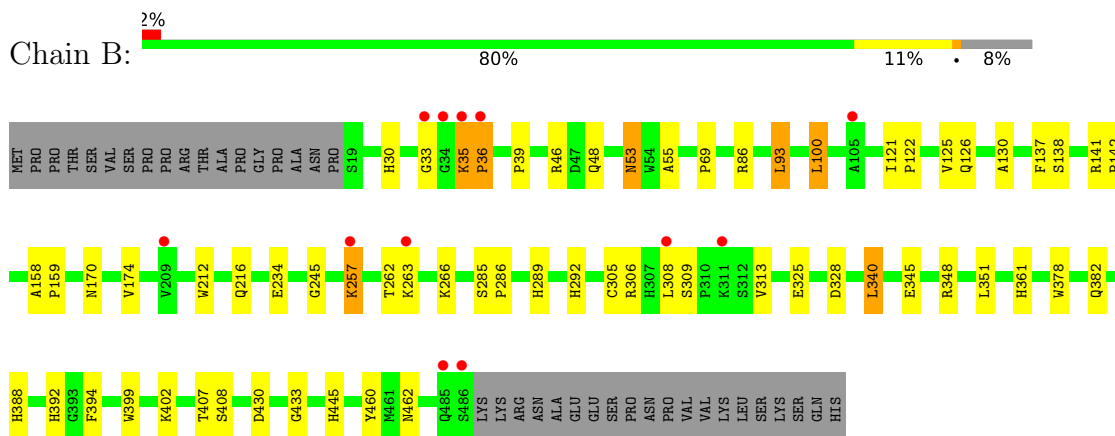 2%
Chain B:
80% 11% • 8%
MET PRO PRO THR SER VAL SER PRO PRO ARG THR ALA PRO GLY PRO ALA ASN PRO S19 H30 G33 G34 K35 P36 P39 R46 D47 Q48 N53 W54 A55 P69 R86 L93 L100 A105 I121 P122 V125 Q126 A130 F137 S138 R141
A158 P159 N170 V174 V209 W212 Q216 E234 G245 K257 T262 K263 K266 S285 P286 H289 H292 C305 R306 H307 L308 S309 P310 K311 S312 V313 E325 D328 L340 E345 R348 L351 H361 W378 Q382
H388 H392 G393 F394 W399 K402 T407 S408 D430 G433 H445 Y460 M461 N462 Q485 S486 LYS LYS ARG ASN ALA GLU GLU SER PRO ASN PRO VAL VAL LYS LEU SER LYS SER GLN HIS